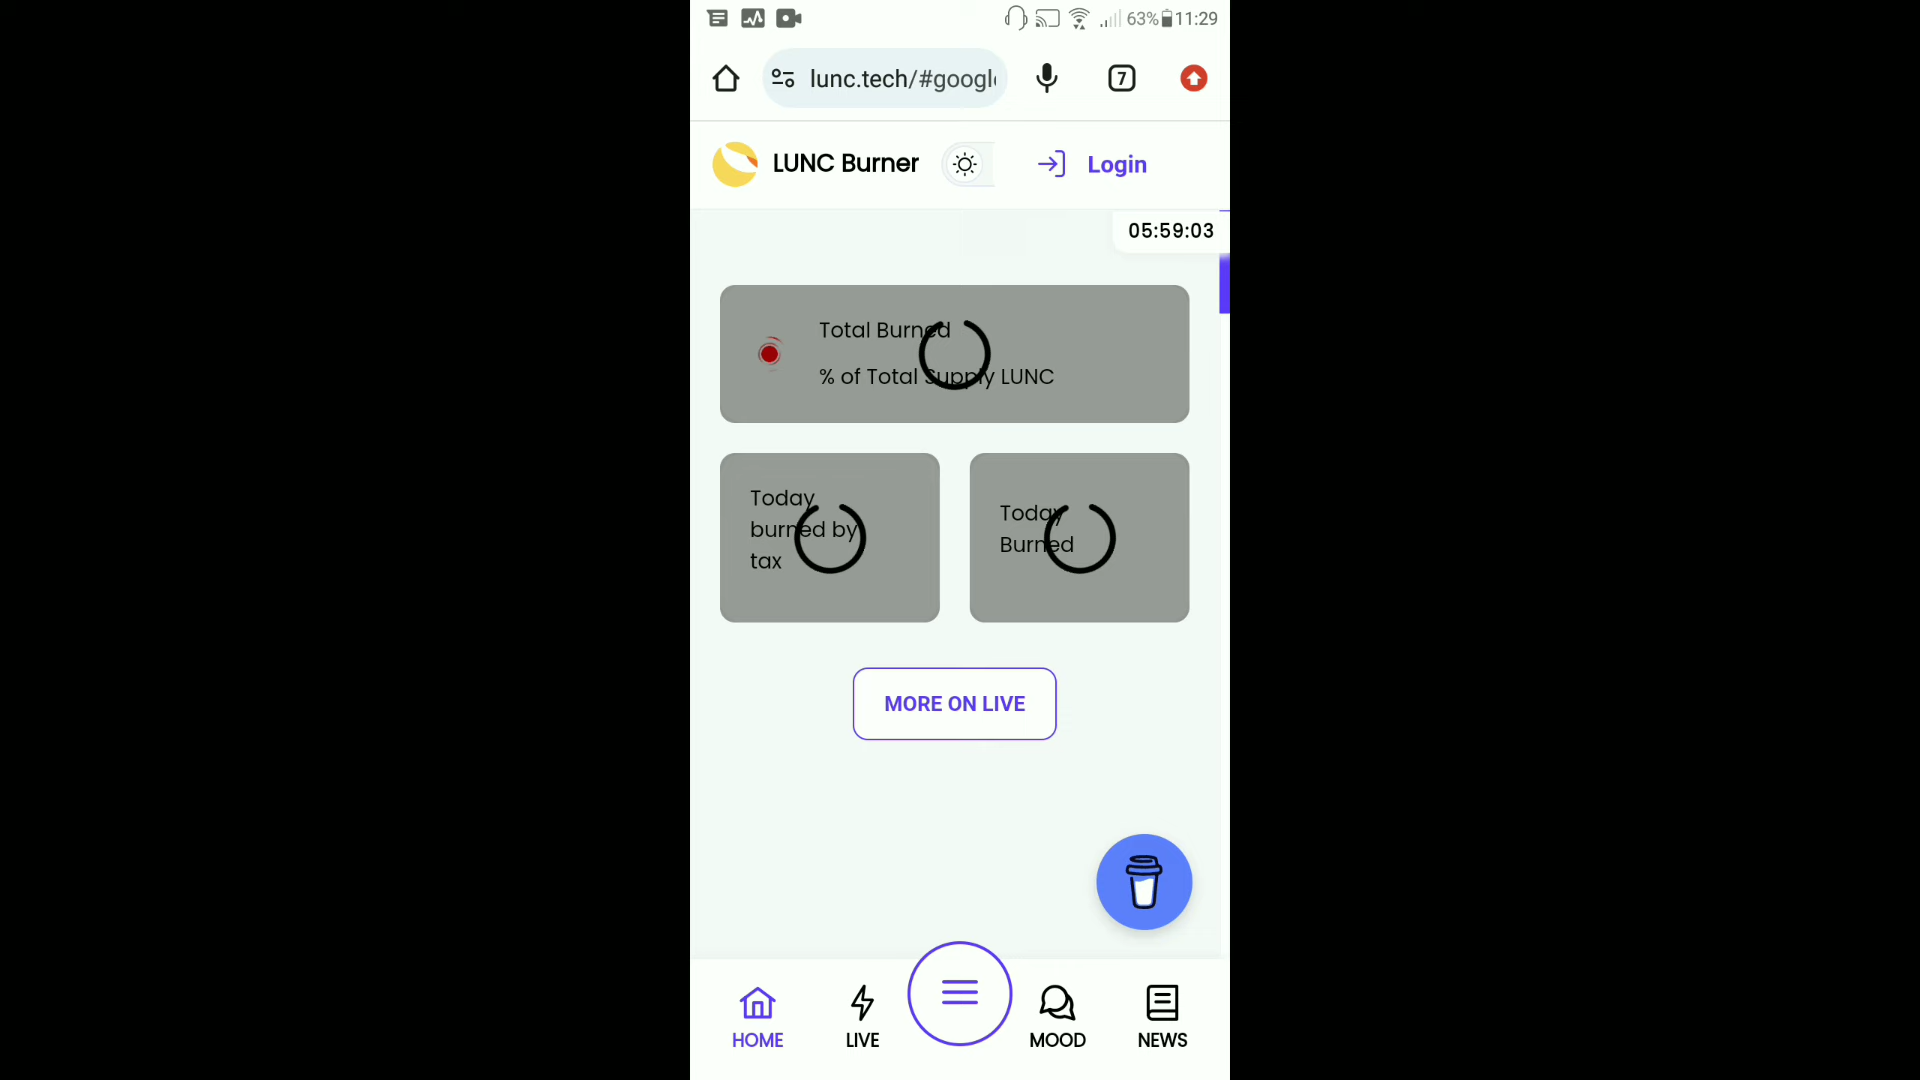 63% 11:29
lunc.tech/#googl
7
LUNC Burner
Login
05:59:03
Total Burned
% of Total Supply LUNC
Today
burned by
tax
Today
Burned
MORE ON LIVE
HOME
LIVE
MOOD
NEWS